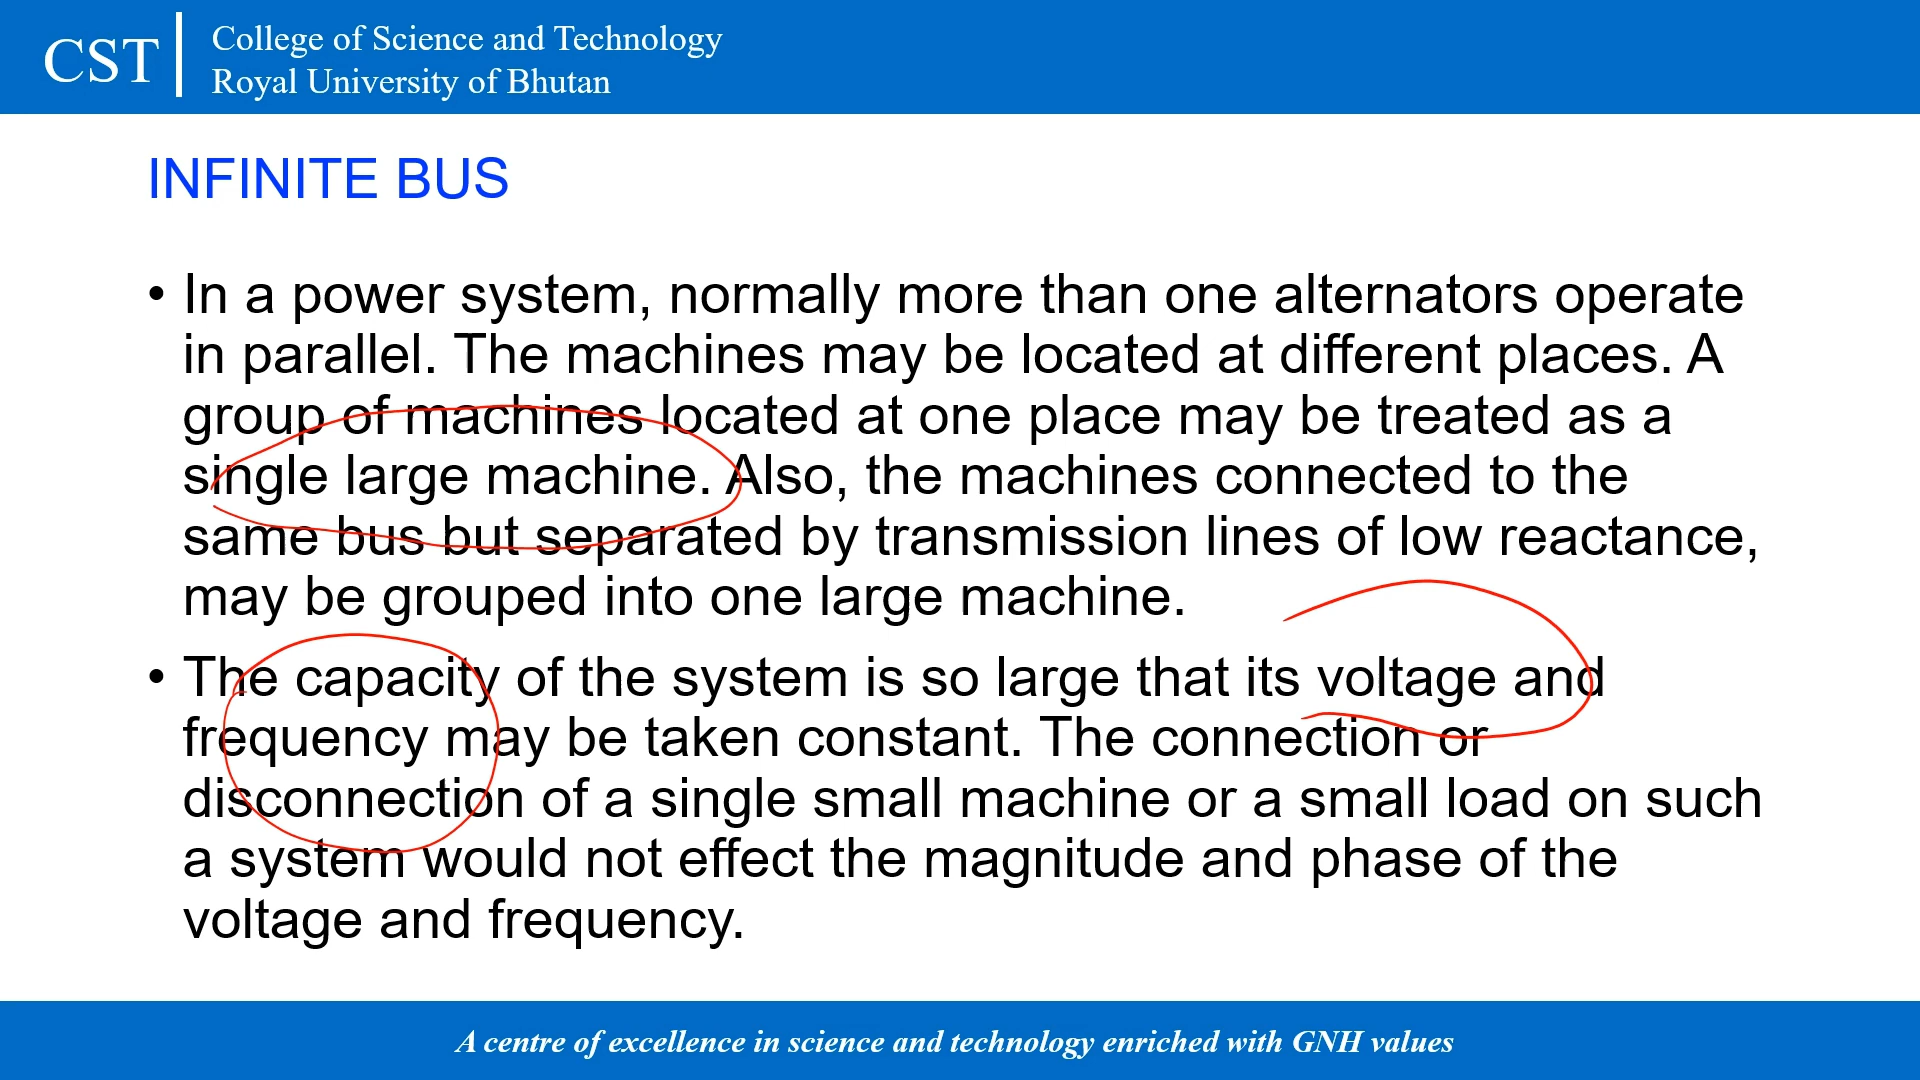 CST
College of Science and Technology
Royal University of Bhutan
INFINITE BUS
• In a power system, normally more than one alternators operate
in parallel. The machines may be located at different places. A
group of machines located at one place may be treated as a
single large machine. Also, the machines connected to the
same bus but separated by transmission lines of low reactance,
may be grouped into one large machine.
• The capacity of the system is so large that its voltage and
frequency may be taken constant. The connection or
disconnection of a single small machine or a small load on such
a system would not effect the magnitude and phase of the
voltage and frequency.
A centre of excellence in science and technology enriched with GNH values